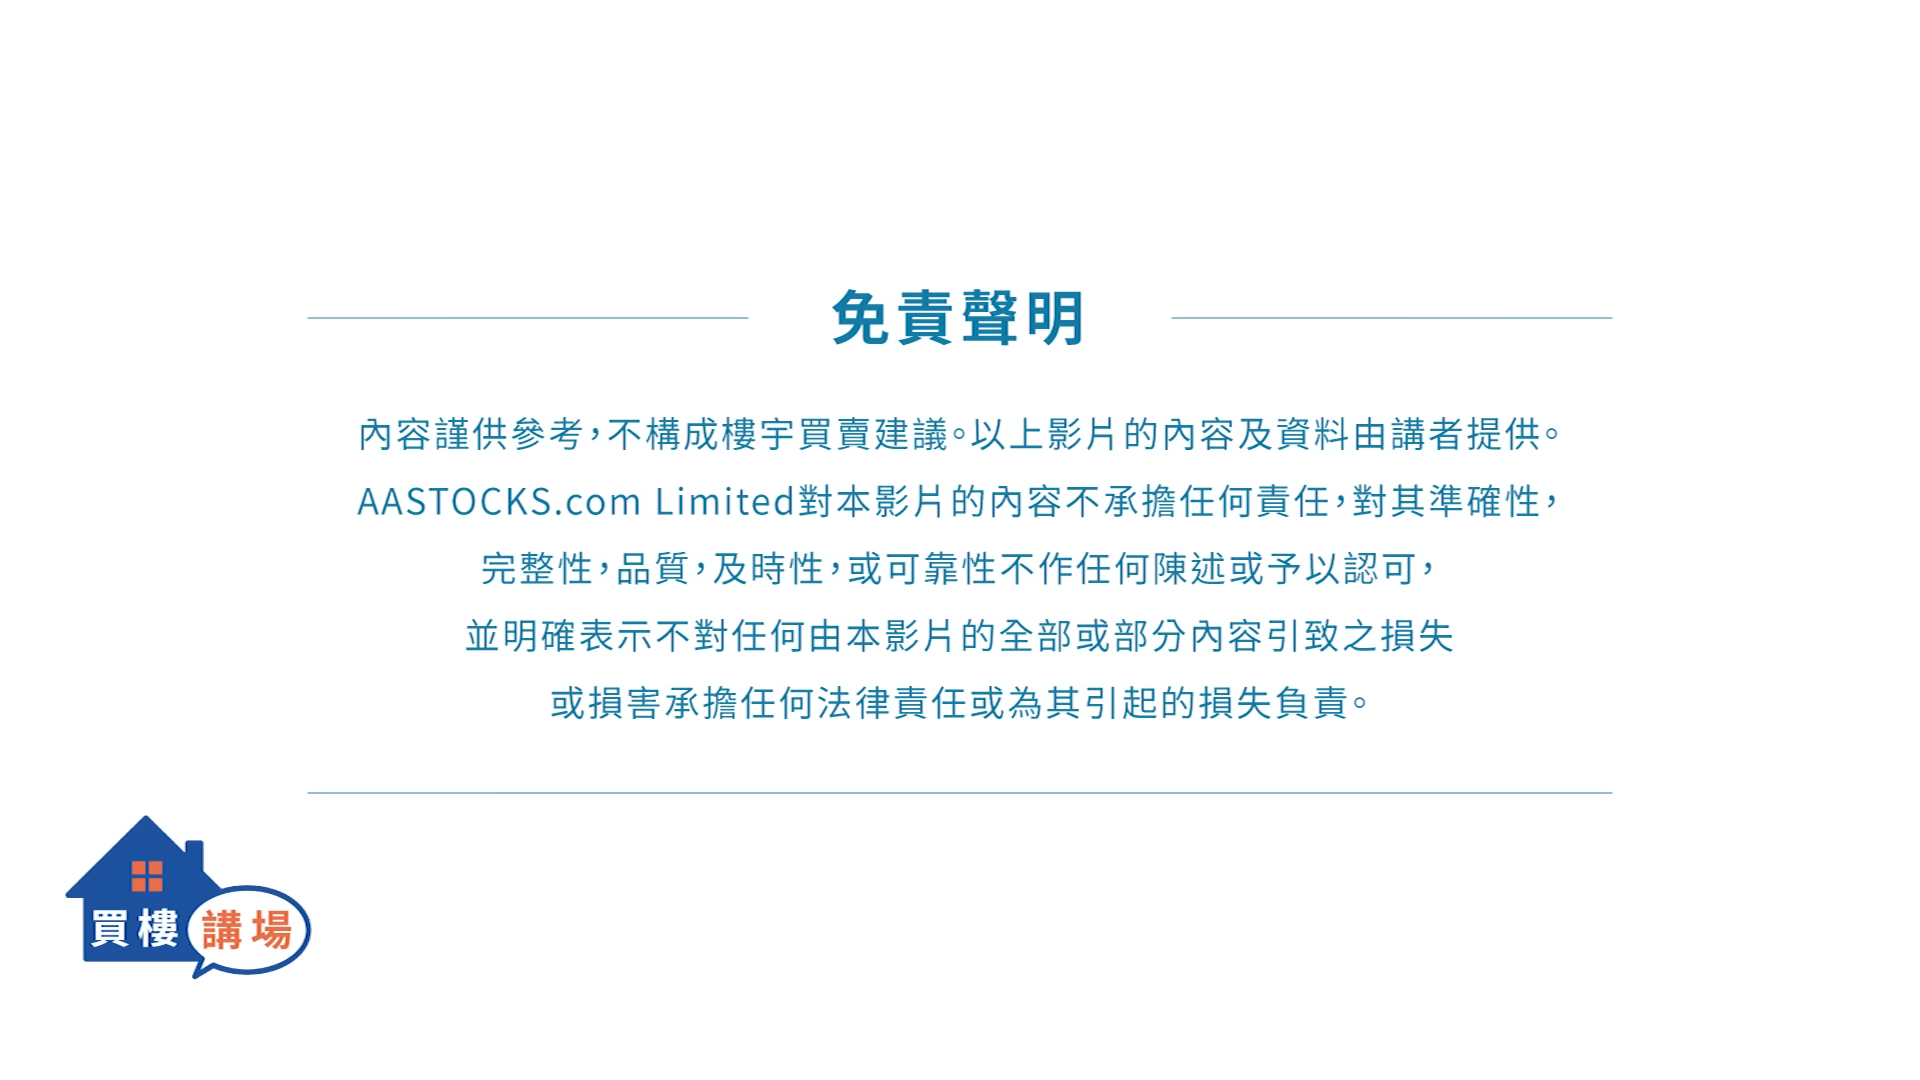 免責聲明
內容謹供參考，不構成樓宇買賣建議。以上影片的內容及資料由講者提供。
AASTOCKS.com Limited對本影片的內容不承擔任何責任，對其準確性，
完整性，品質，及時性，或可靠性不作任何陳述或予以認可，
並明確表示不對任何由本影片的全部或部分內容引致之損失
或損害承擔任何法律責任或為其引起的損失負責。
買樓講場